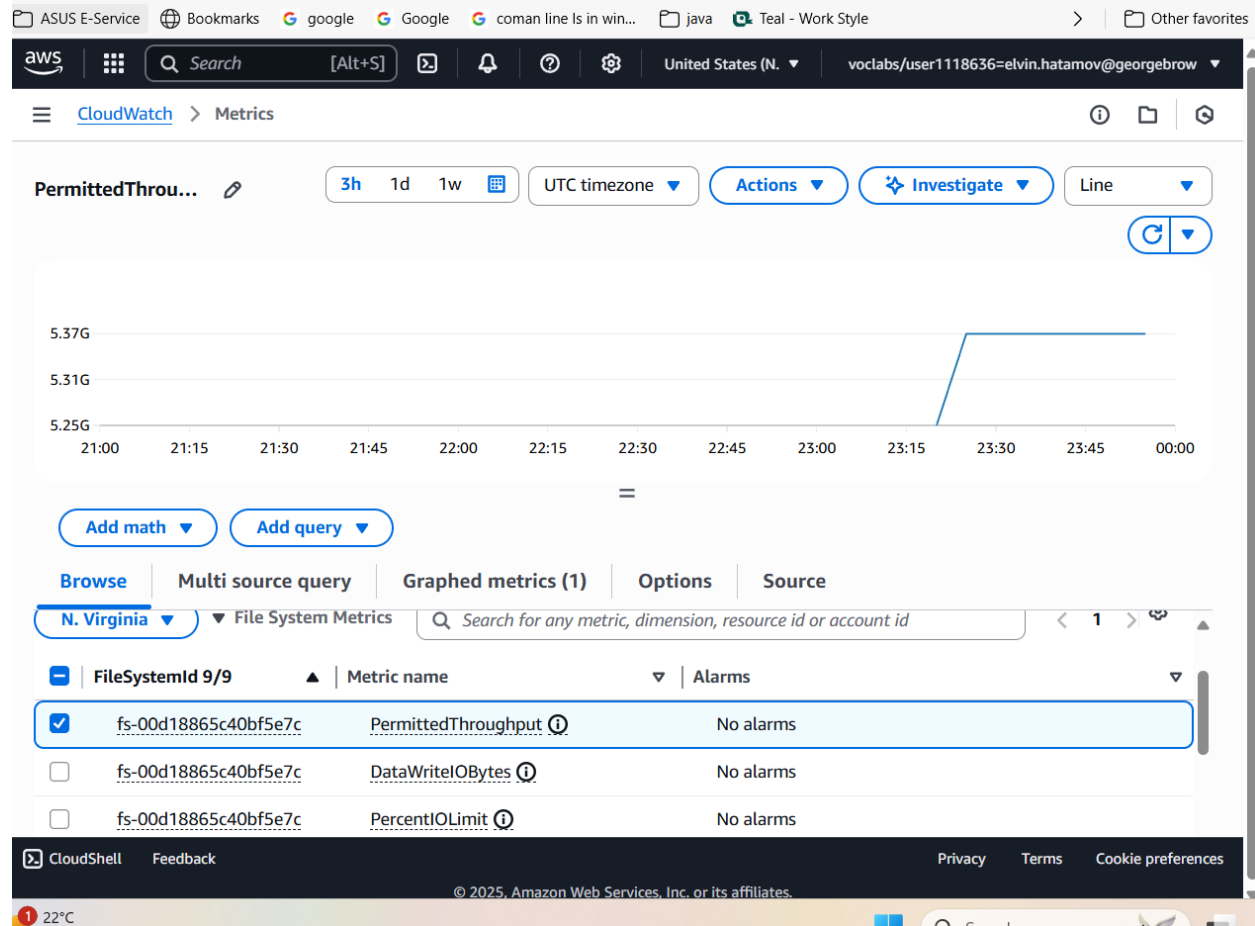 ASUS E-Service Bookmarks google Google coman line ls in win... java Teal - Work Style Other favorites
aws Search [Alt+S] United States (N. voclabs/user1118636=elvin.hatamov@georgebrow
CloudWatch > Metrics
PermittedThrou... 3h 1d 1w UTC timezone Actions Investigate Line
5.37G
5.31G
5.25G
21:00 21:15 21:30 21:45 22:00 22:15 22:30 22:45 23:00 23:15 23:30 23:45 00:00
Add math Add query
Browse Multi source query Graphed metrics (1) Options Source
N. Virginia File System Metrics Search for any metric, dimension, resource id or account id 1
FileSystemId 9/9 Metric name Alarms
fs-00d18865c40bf5e7c PermittedThroughput No alarms
fs-00d18865c40bf5e7c DataWriteIOBytes No alarms
fs-00d18865c40bf5e7c PercentIOLimit No alarms
CloudShell Feedback Privacy Terms Cookie preferences
© 2025, Amazon Web Services, Inc. or its affiliates.
1 22°C